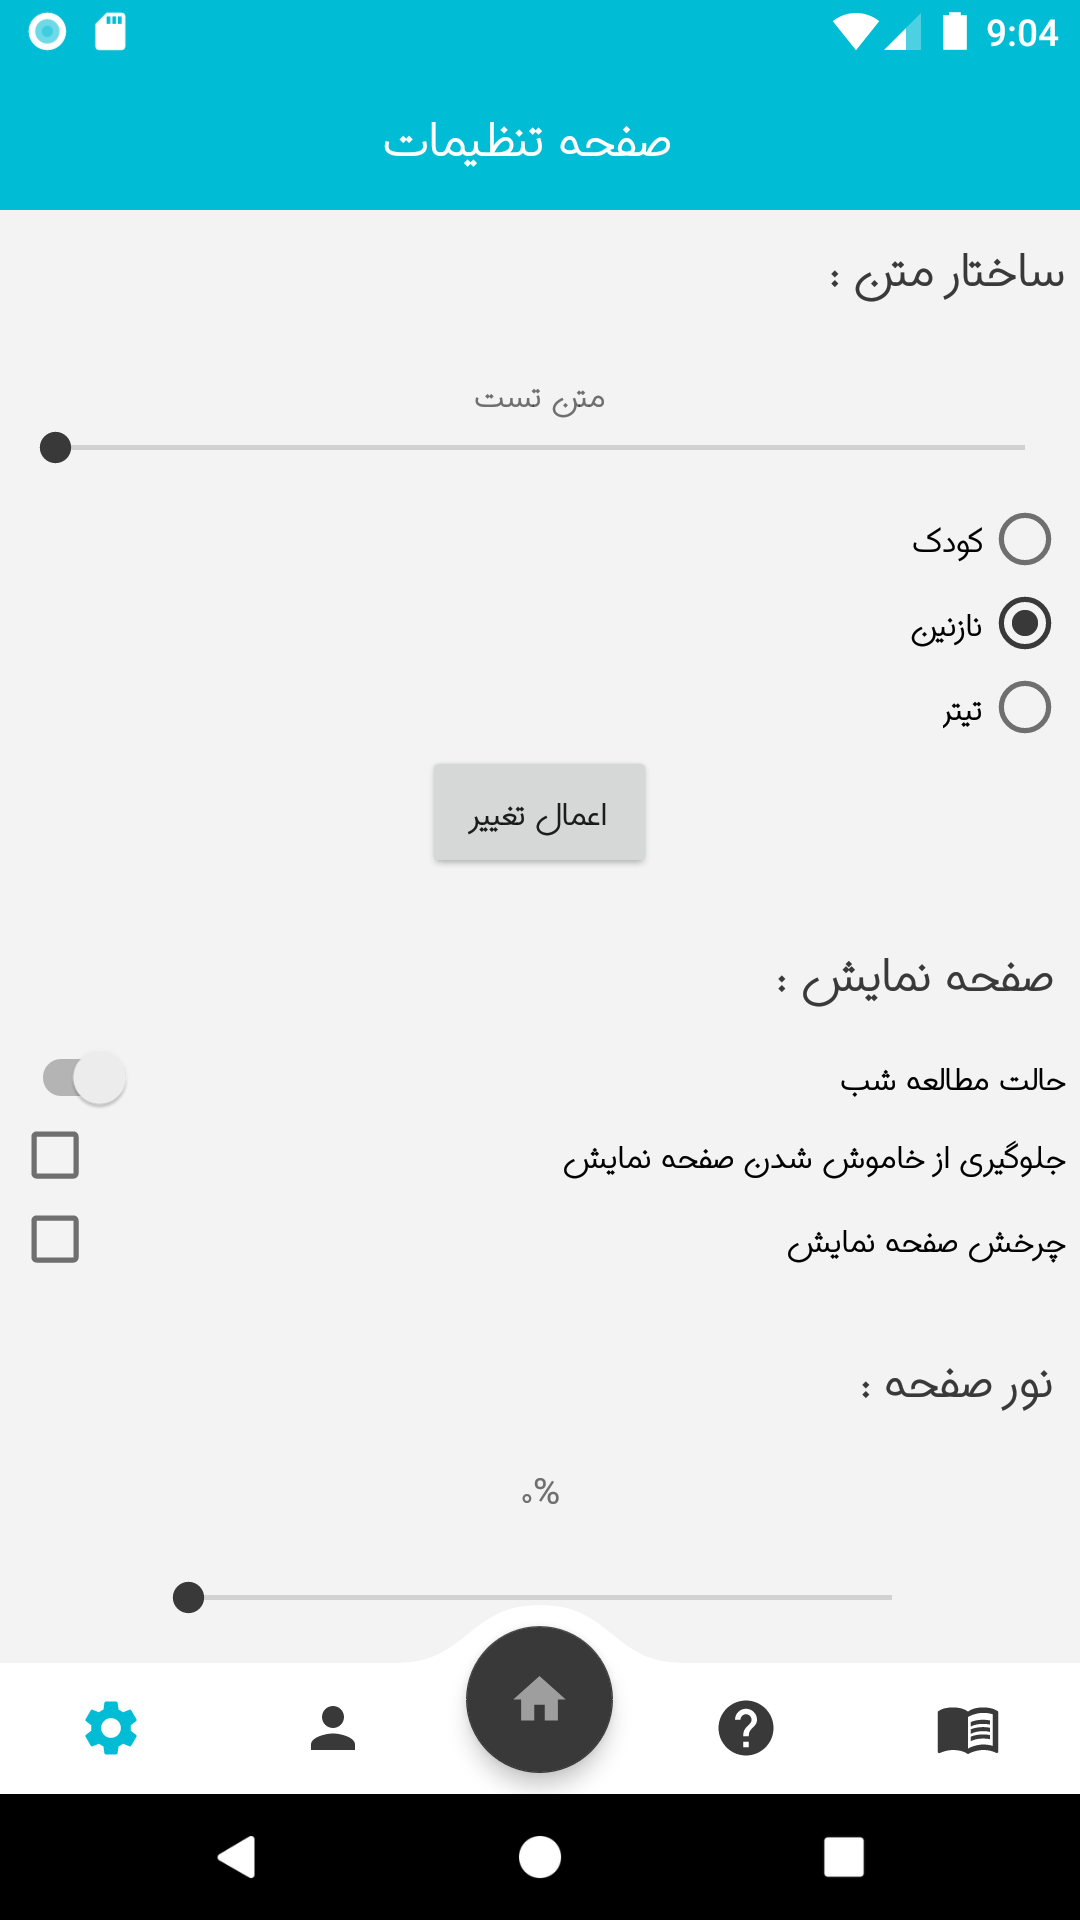 9:04
صفحه تنظیمات
ساختار متن :
متن تست
کودک
نازنین
تیتر
اعمال تغییر
صفحه نمایش :
حالت مطالعه شب
جلوگیری از خاموش شدن صفحه نمایش
چرخش صفحه نمایش
نور صفحه :
۰%